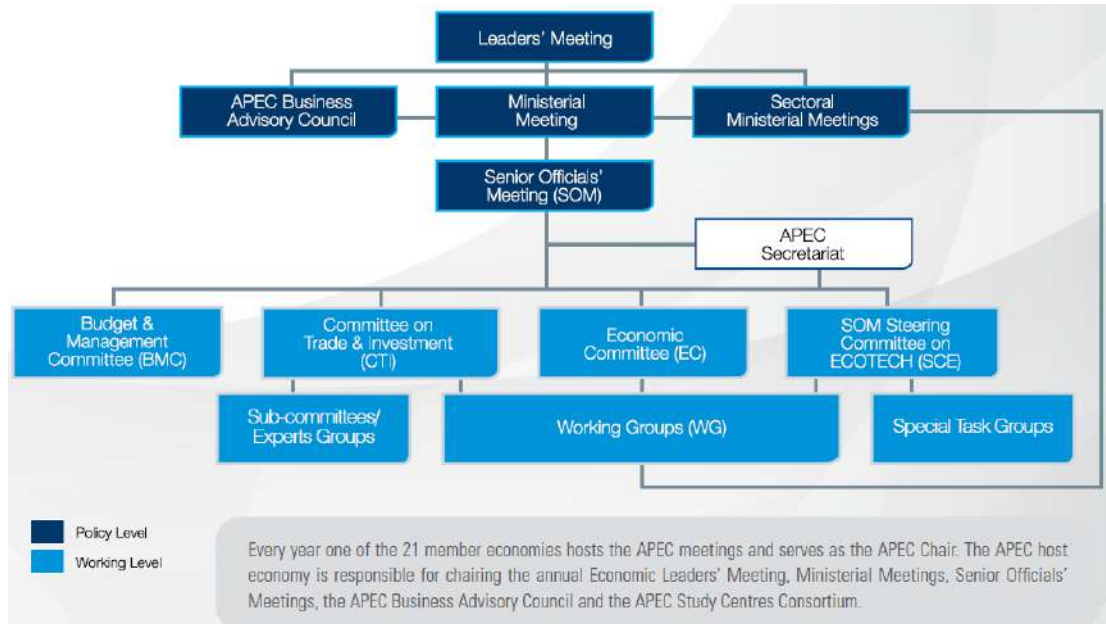 Leaders' Meeting
APEC Business
Advisory Council
Ministerial
Meeting
Sectoral
Ministerial Meetings
Senior Officials'
Meeting (SOM)
APEC
Secretariat
Budget &
Management
Committee (BMC)
Committee on
Trade & Investment
(CTI)
Economic
Committee (EC)
SOM Steering
Committee on
ECOTECH (SCE)
Sub-committees/
Experts Groups
Working Groups (WG)
Special Task Groups
Policy Level
Working Level
Every year one of the 21 member economies hosts the APEC meetings and serves as the APEC Chair. The APEC host
economy is responsible for chairing the annual Economic Leaders' Meeting, Ministerial Meetings, Senior Officials'
Meetings, the APEC Business Advisory Council and the APEC Study Centres Consortium.